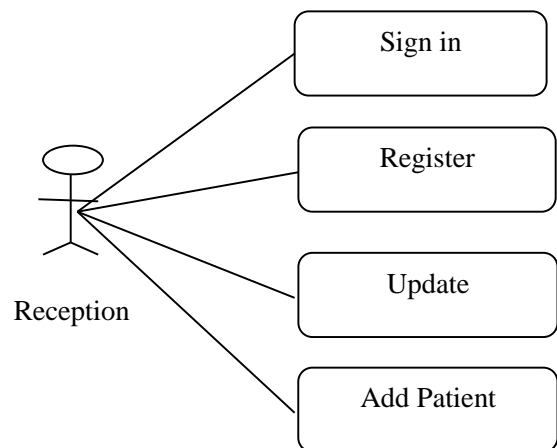 Sign in
Register
Update
Reception
Add Patient